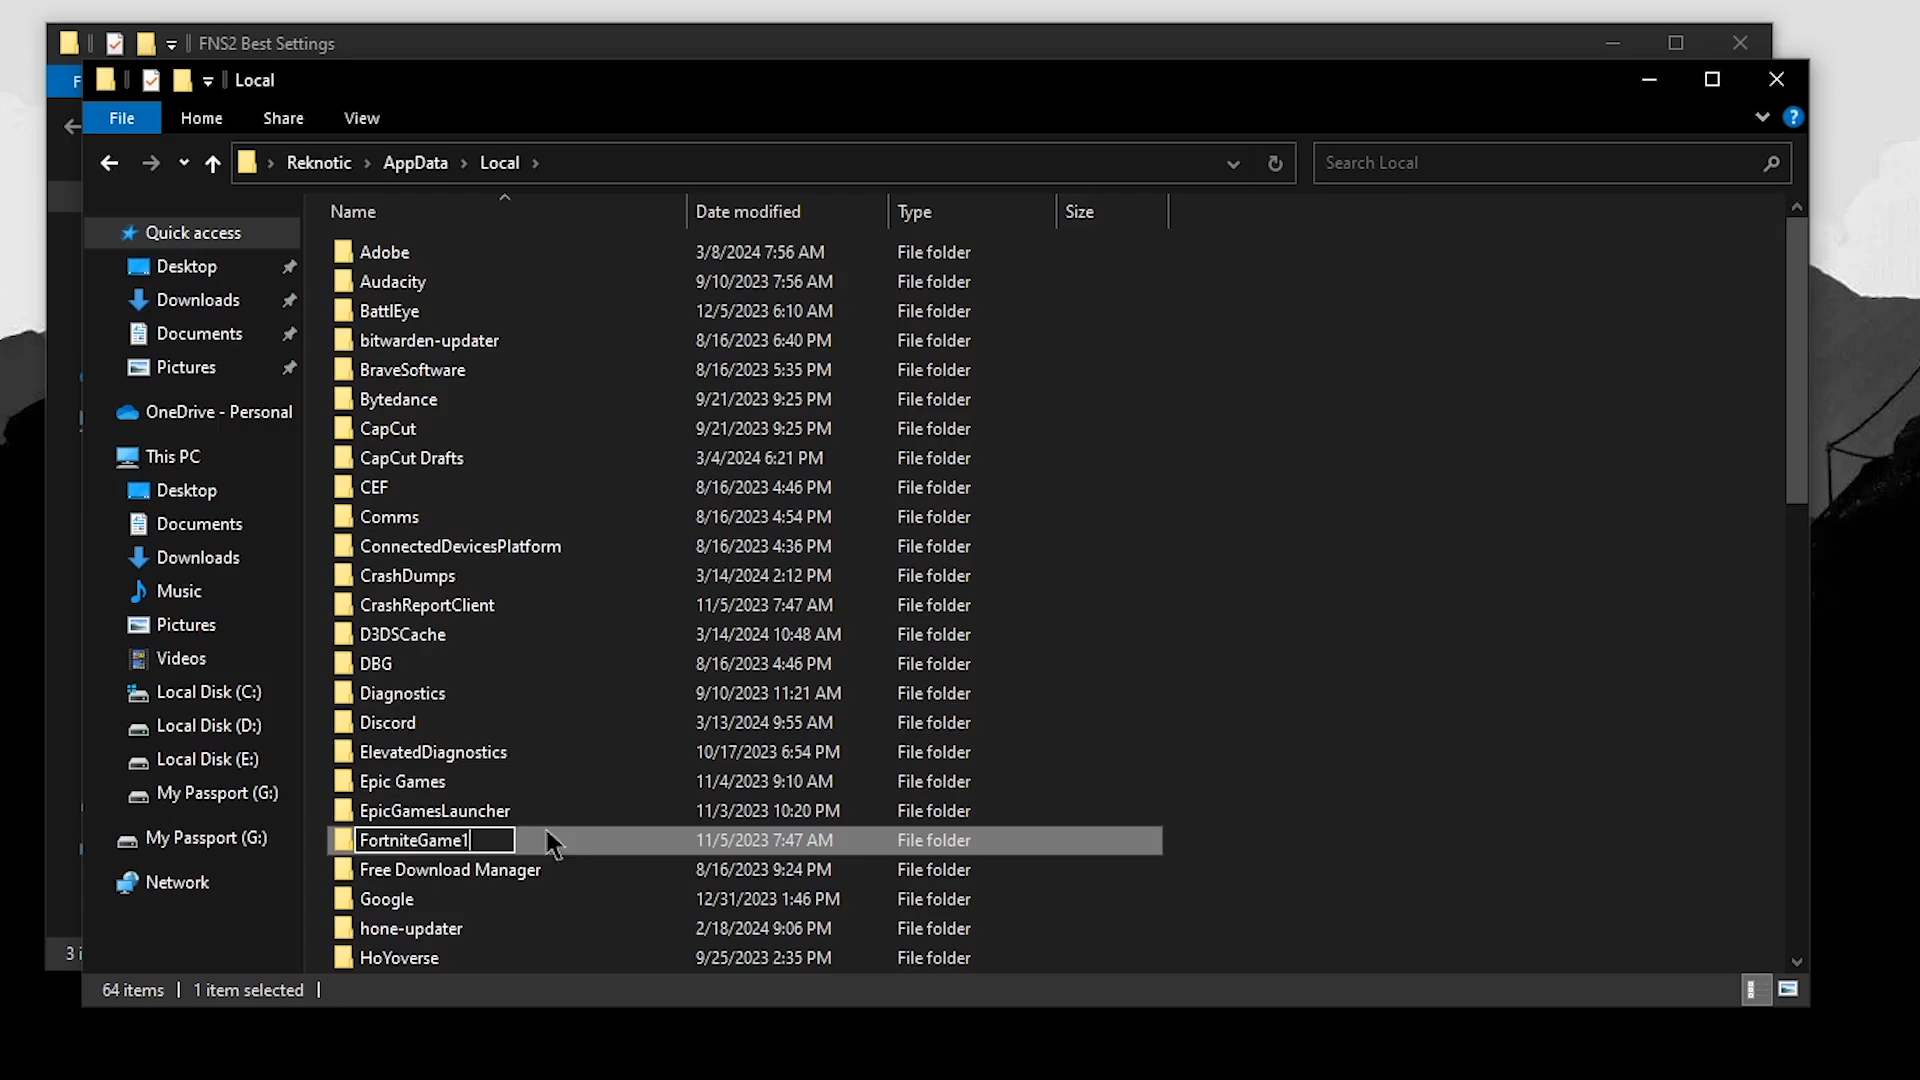 FNS2 Best Settings
F
Local
File Home Share View
?
Reknotic AppData Local
Search Local
Name Date modified Type Size
Quick access
Desktop
Downloads
Documents
Pictures
OneDrive - Personal
This PC
Desktop
Documents
Downloads
Music
Pictures
Videos
Local Disk (C:)
Local Disk (D:)
Local Disk (E:)
My Passport (G:)
My Passport (G:)
Network
Adobe 3/8/2024 7:56 AM File folder
Audacity 9/10/2023 7:56 AM File folder
BattlEye 12/5/2023 6:10 AM File folder
bitwarden-updater 8/16/2023 6:40 PM File folder
BraveSoftware 8/16/2023 5:35 PM File folder
Bytedance 9/21/2023 9:25 PM File folder
CapCut 9/21/2023 9:25 PM File folder
CapCut Drafts 3/4/2024 6:21 PM File folder
CEF 8/16/2023 4:46 PM File folder
Comms 8/16/2023 4:54 PM File folder
ConnectedDevicesPlatform 8/16/2023 4:36 PM File folder
CrashDumps 3/14/2024 2:12 PM File folder
CrashReportClient 11/5/2023 7:47 AM File folder
D3DSCache 3/14/2024 10:48 AM File folder
DBG 8/16/2023 4:46 PM File folder
Diagnostics 9/10/2023 11:21 AM File folder
Discord 3/13/2024 9:55 AM File folder
ElevatedDiagnostics 10/17/2023 6:54 PM File folder
Epic Games 11/4/2023 9:10 AM File folder
EpicGamesLauncher 11/3/2023 10:20 PM File folder
FortniteGame1 11/5/2023 7:47 AM File folder
Free Download Manager 8/16/2023 9:24 PM File folder
Google 12/31/2023 1:46 PM File folder
hone-updater 2/18/2024 9:06 PM File folder
HoYoverse 9/25/2023 2:35 PM File folder
3 i
64 items 1 item selected